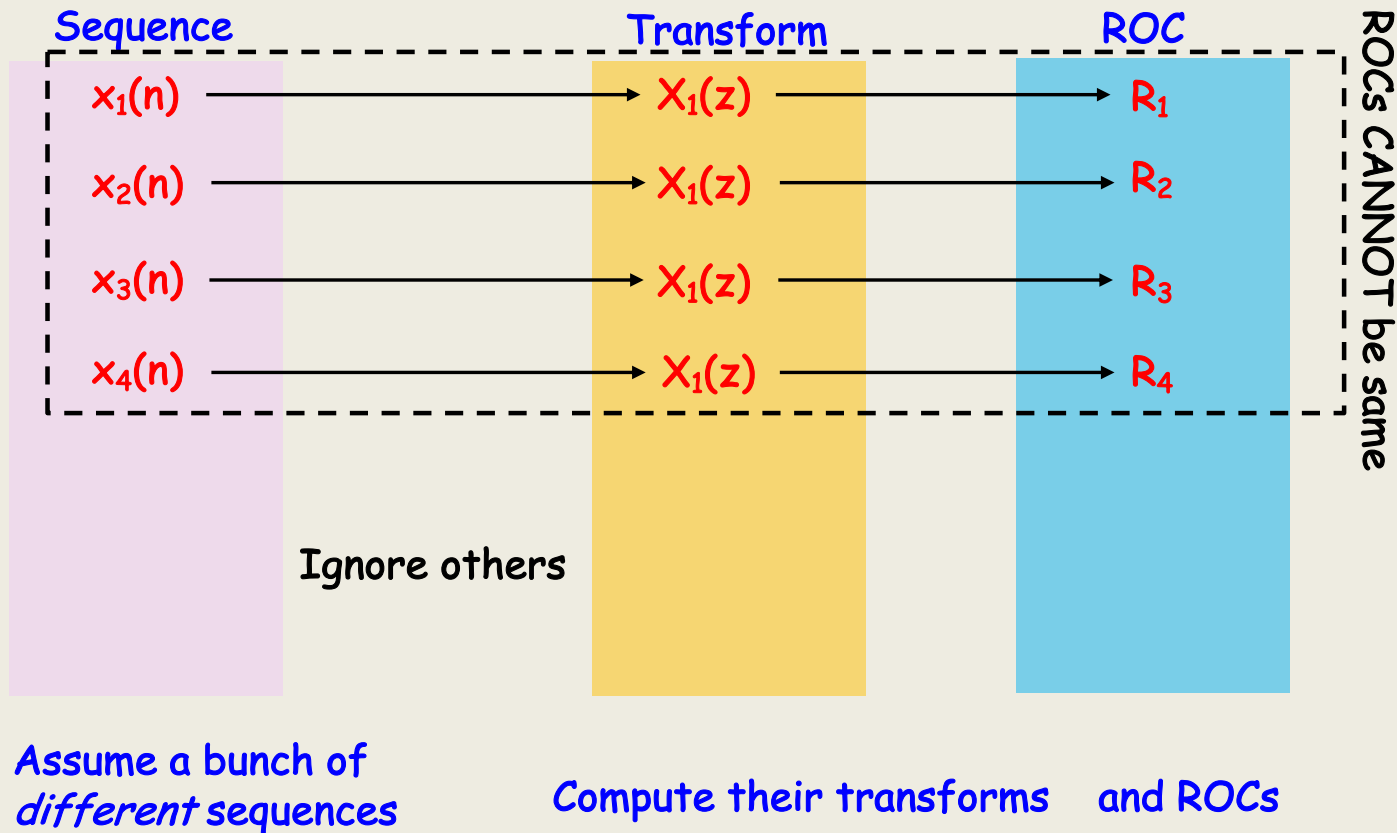 Sequence Transform ROC
x₁(n) X₁(z) R₁
x₂(n) X₁(z) R₂
x₃(n) X₁(z) R₃
x₄(n) X₁(z) R₄
ROCs CANNOT be same
Ignore others
Assume a bunch of
different sequences
Compute their transforms and ROCs